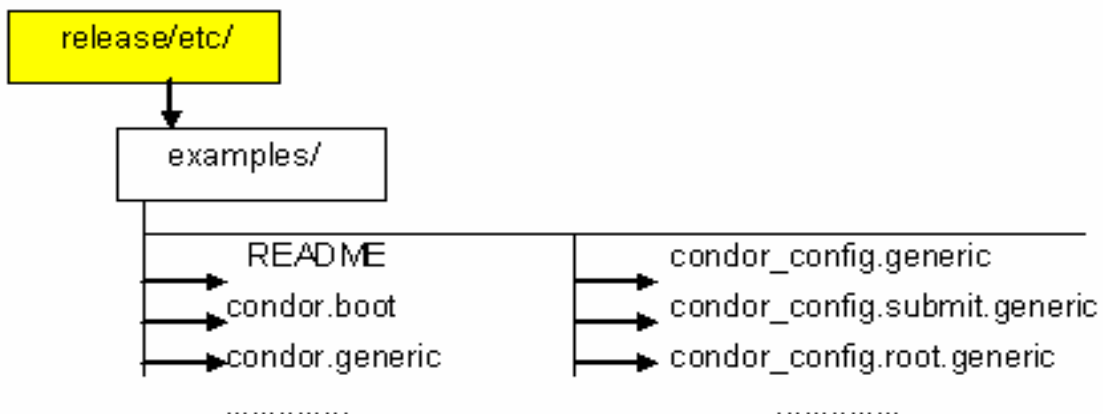 release/etc/
examples/
README
condor.boot
condor.generic
..............
condor_config.generic
condor_config.submit.generic
condor_config.root.generic
..............